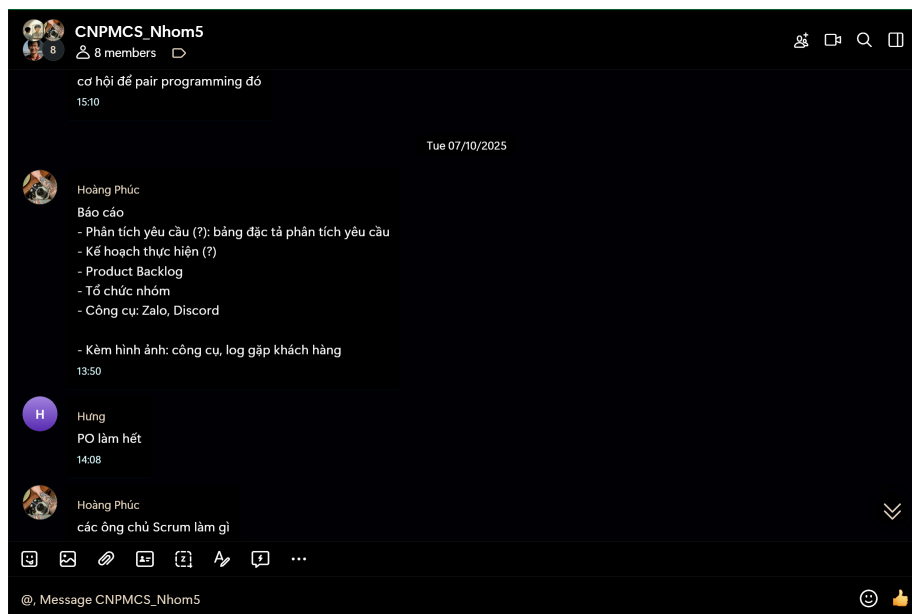 CNPMCS_Nhom5
8
8 members
cơ hội để pair programming đó
15:10
Tue 07/10/2025
Hoàng Phúc
Báo cáo
- Phân tích yêu cầu (?): bảng đặc tả phân tích yêu cầu
- Kế hoạch thực hiện (?)
- Product Backlog
- Tổ chức nhóm
- Công cụ: Zalo, Discord
- Kèm hình ảnh: công cụ, log gặp khách hàng
13:50
H
Hưng
PO làm hết
14:08
Hoàng Phúc
các ông chủ Scrum làm gì
@, Message CNPMCS_Nhom5